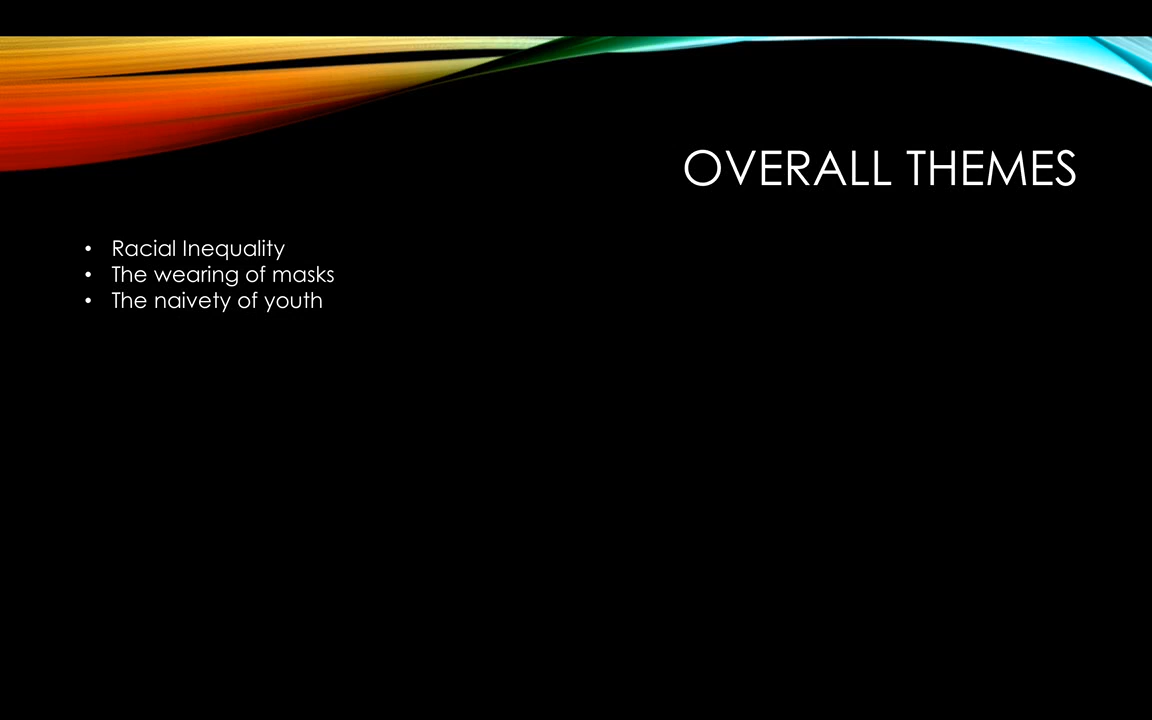 OVERALL THEMES
• Racial Inequality
• The wearing of masks
• The naivety of youth